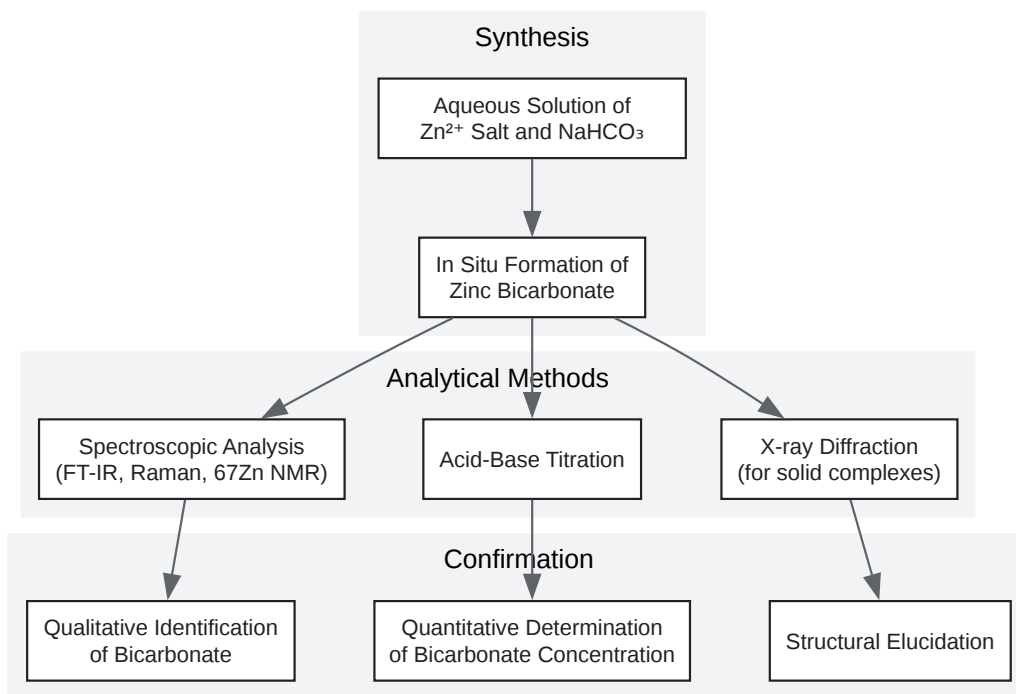 Synthesis
Aqueous Solution of
Zn²⁺ Salt and NaHCO₃
In Situ Formation of
Zinc Bicarbonate
Analytical Methods
Spectroscopic Analysis
(FT-IR, Raman, 67Zn NMR)
Acid-Base Titration
X-ray Diffraction
(for solid complexes)
Confirmation
Qualitative Identification
of Bicarbonate
Quantitative Determination
of Bicarbonate Concentration
Structural Elucidation